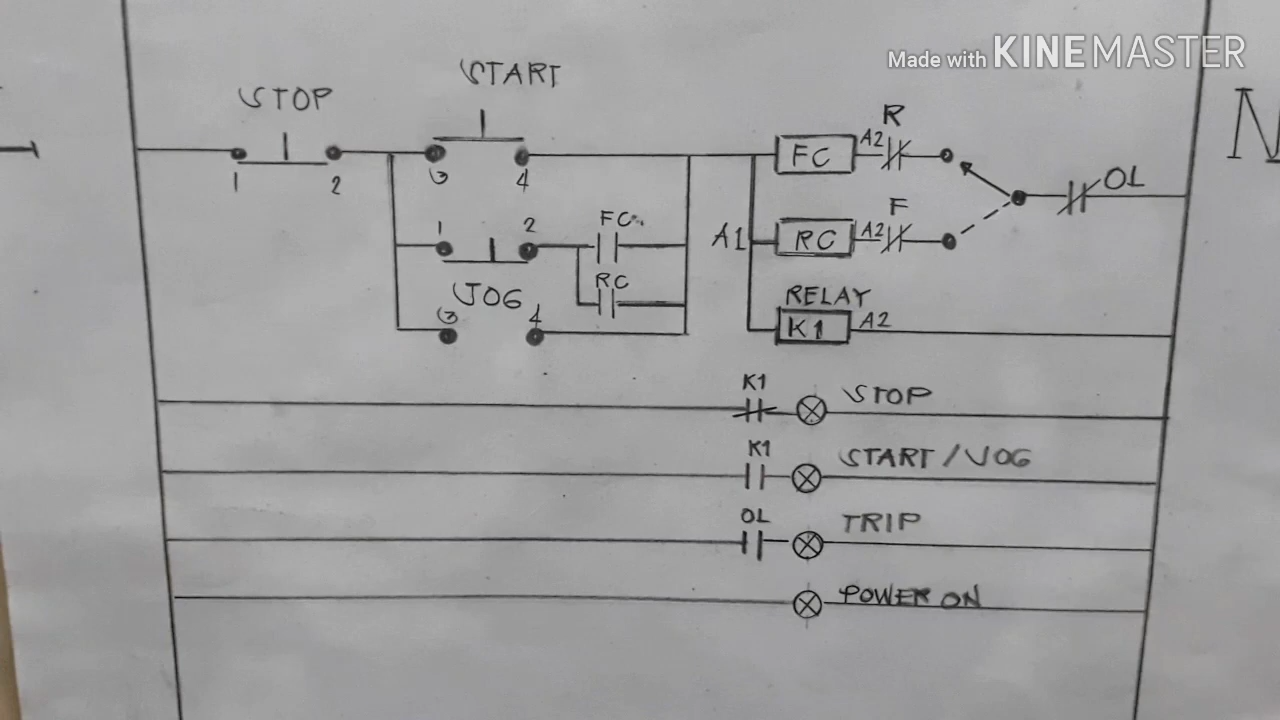 Made with KINEMASTER
START
STOP
R
N
FC A2
1 2 3 4
F
OL
1 2 FC
A1 RC A2
RC
JOG
RELAY
3 4
K1 A2
K1 STOP
K1 START/JOG
OL TRIP
POWER ON